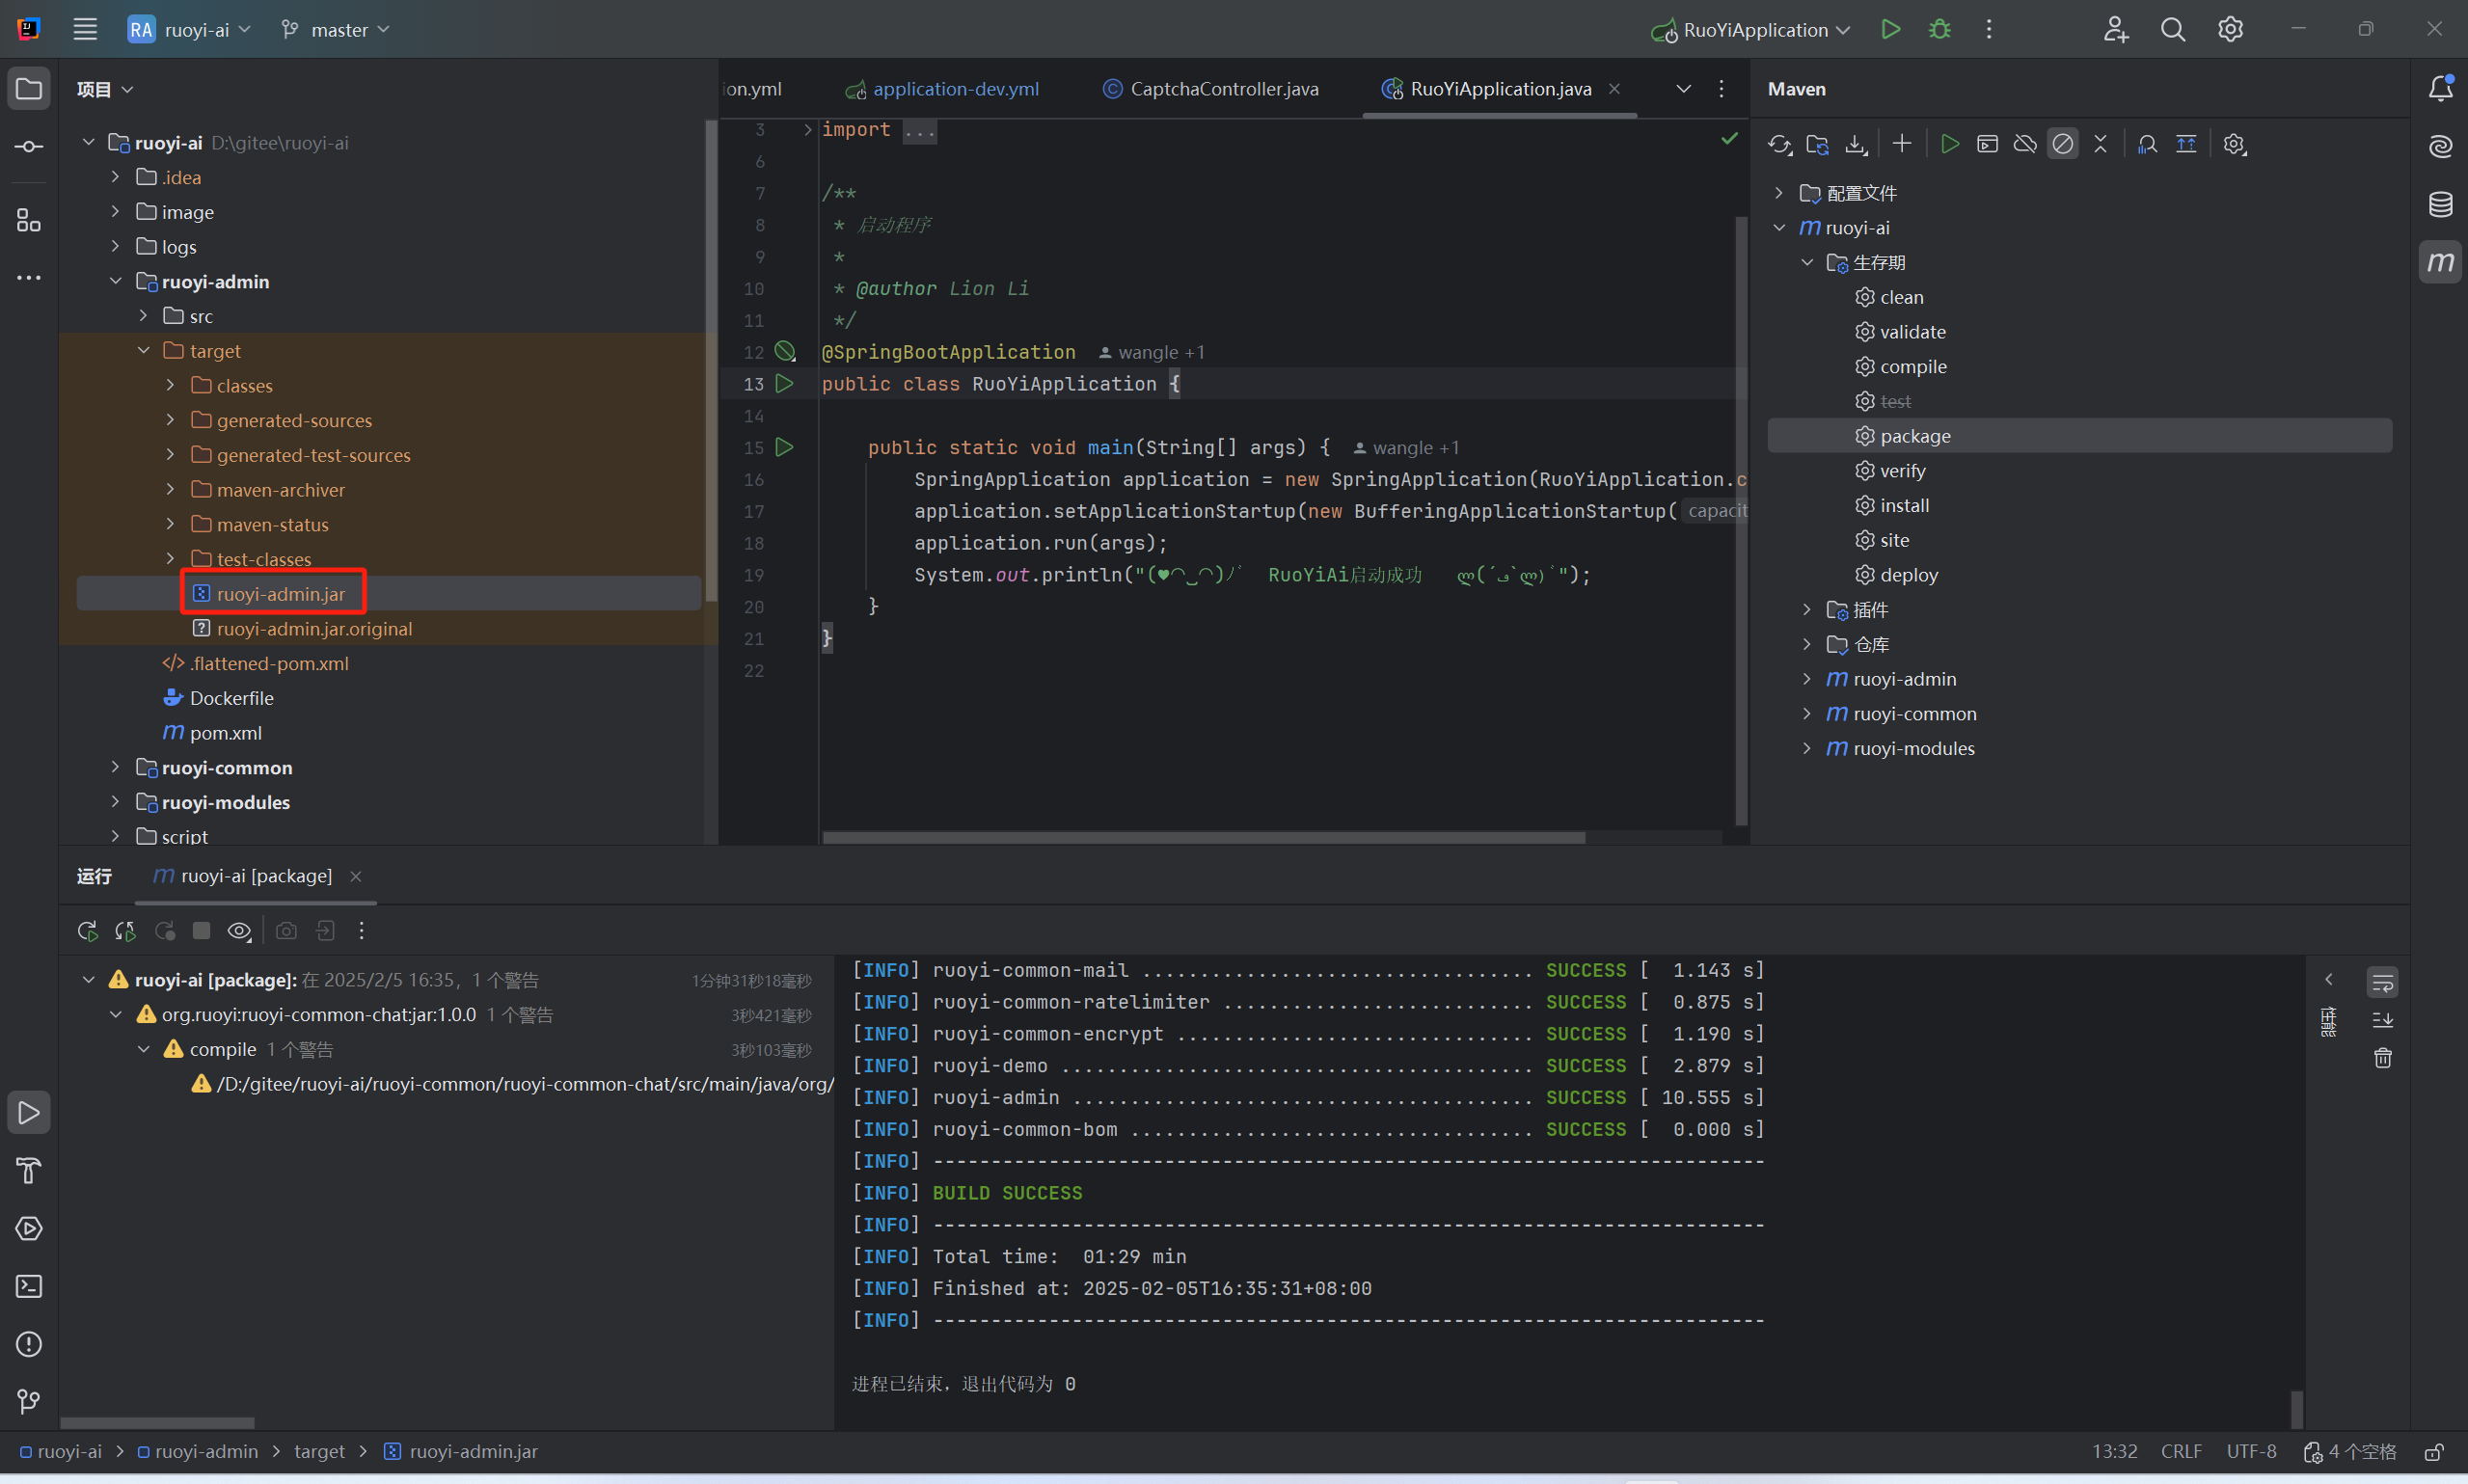 RA ruoyi-ai master RuoYiApplication
项目
ruoyi-ai D:\gitee\ruoyi-ai
.idea
image
logs
ruoyi-admin
src
target
classes
generated-sources
generated-test-sources
maven-archiver
maven-status
test-classes
ruoyi-admin.jar
ruoyi-admin.jar.original
.flattened-pom.xml
Dockerfile
pom.xml
ruoyi-common
ruoyi-modules
script
ion.yml application-dev.yml CaptchaController.java RuoYiApplication.java
3 import ...
6
7 /**
8 * 启动程序
9 *
10 * @author Lion Li
11 */
12 @SpringBootApplication wangle +1
13 public class RuoYiApplication {
14
15 public static void main(String[] args) { wangle +1
16 SpringApplication application = new SpringApplication(RuoYiApplication.c
17 application.setApplicationStartup(new BufferingApplicationStartup( capacit
18 application.run(args);
19 System.out.println("(♥◠‿◠)ノ゙ RuoYiAi启动成功 ლ(´ڡ`ლ)゙");
20 }
21 }
22
Maven
配置文件
ruoyi-ai
生存期
clean
validate
compile
test
package
verify
install
site
deploy
插件
仓库
ruoyi-admin
ruoyi-common
ruoyi-modules
运行 ruoyi-ai [package]
ruoyi-ai [package]: 在 2025/2/5 16:35，1 个警告 1分钟31秒18毫秒
org.ruoyi:ruoyi-common-chat:jar:1.0.0 1 个警告 3秒421毫秒
compile 1 个警告 3秒103毫秒
/D:/gitee/ruoyi-ai/ruoyi-common/ruoyi-common-chat/src/main/java/org/
[INFO] ruoyi-common-mail .................................. SUCCESS [ 1.143 s]
[INFO] ruoyi-common-ratelimiter ........................... SUCCESS [ 0.875 s]
[INFO] ruoyi-common-encrypt ............................... SUCCESS [ 1.190 s]
[INFO] ruoyi-demo ......................................... SUCCESS [ 2.879 s]
[INFO] ruoyi-admin ........................................ SUCCESS [ 10.555 s]
[INFO] ruoyi-common-bom ................................... SUCCESS [ 0.000 s]
[INFO] ------------------------------------------------------------------------
[INFO] BUILD SUCCESS
[INFO] ------------------------------------------------------------------------
[INFO] Total time: 01:29 min
[INFO] Finished at: 2025-02-05T16:35:31+08:00
[INFO] ------------------------------------------------------------------------
进程已结束，退出代码为 0
性能
ruoyi-ai > ruoyi-admin > target > ruoyi-admin.jar 13:32 CRLF UTF-8 4 个空格